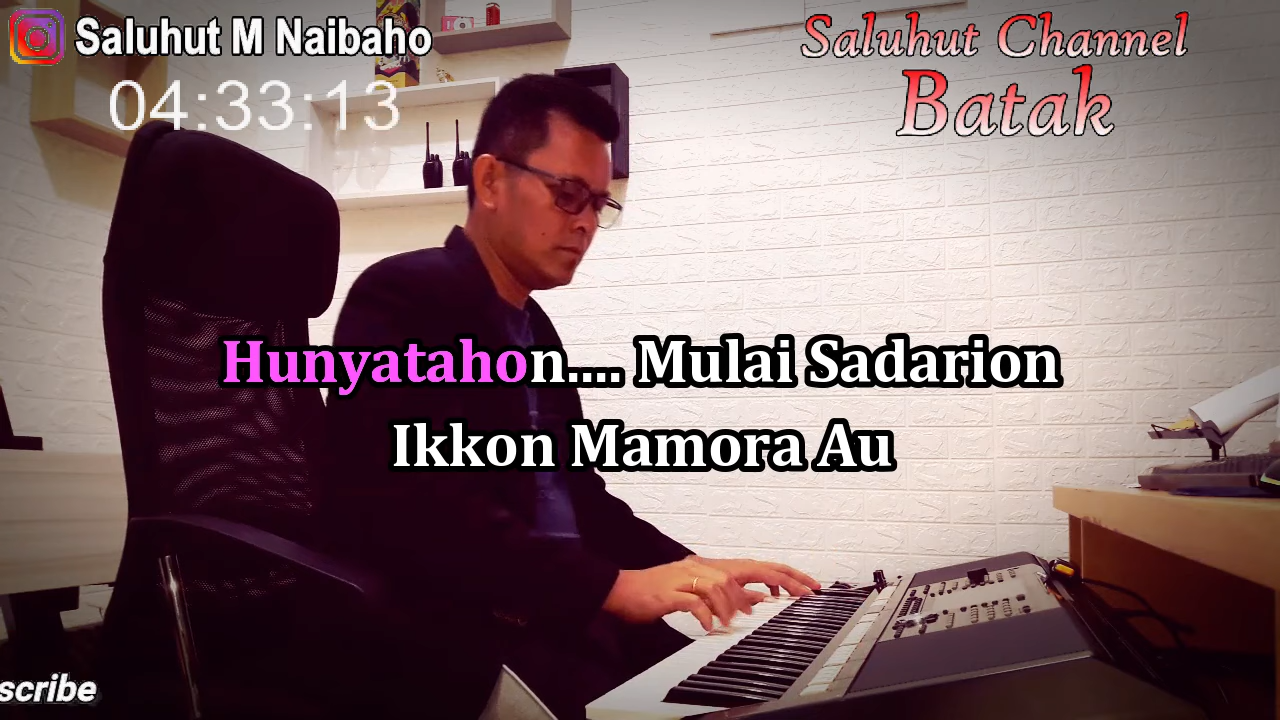 Saluhut M Naibaho
Saluhut Channel
04:33:13
Batak
Hunyatahon.... Mulai Sadarion
Ikkon Mamora Au
scribe